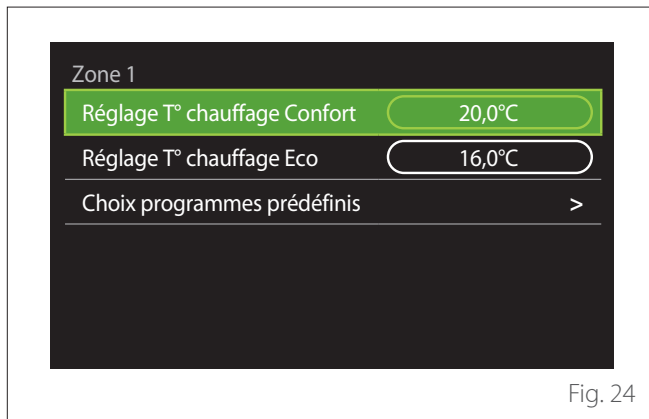 Zone 1
Réglage T° chauffage Confort 20,0°C
Réglage T° chauffage Eco 16,0°C
Choix programmes prédéfinis >
Fig. 24